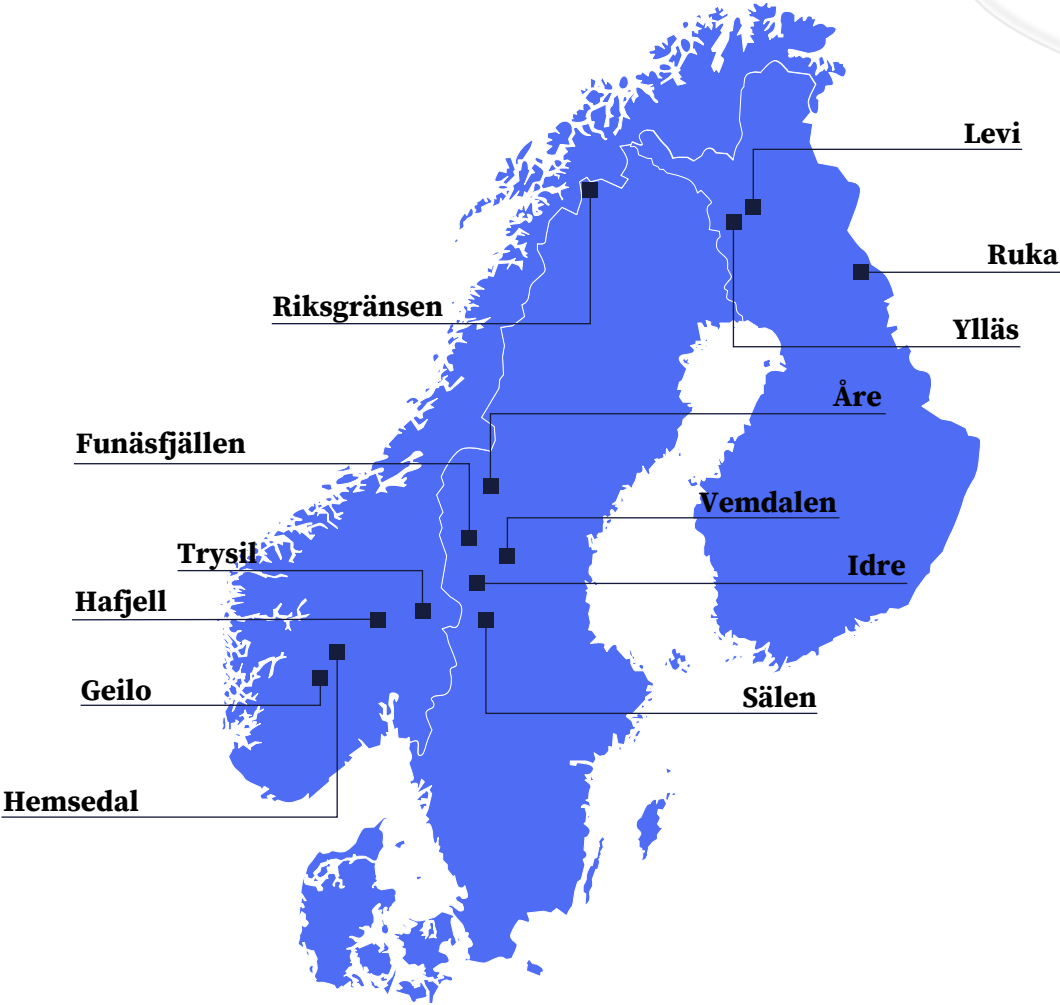 Levi
Ruka
Riksgränsen
Ylläs
Åre
Funäsfjällen
Vemdalen
Trysil
Idre
Hafjell
Geilo
Sälen
Hemsedal